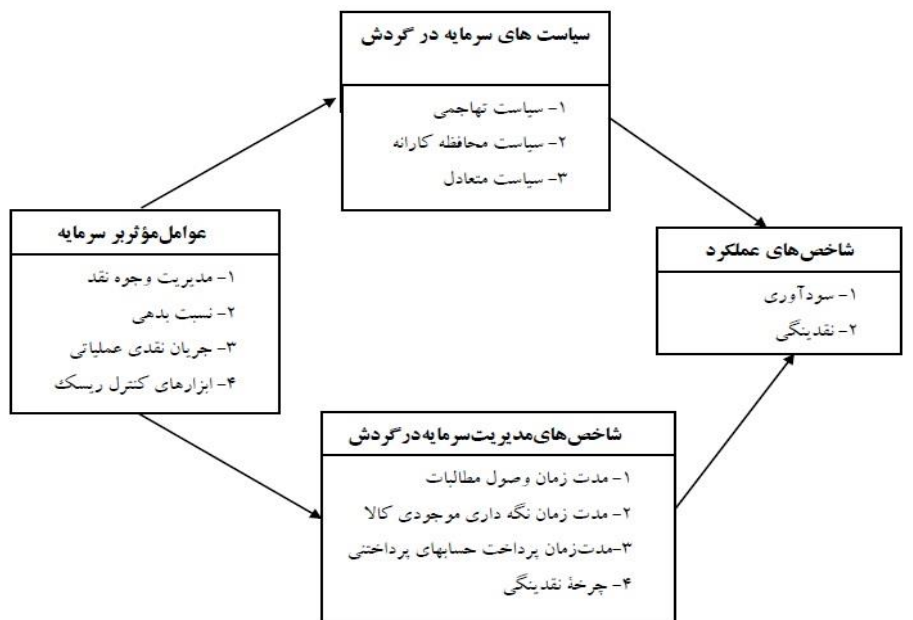 سیاست های سرمایه در گردش
۱- سیاست تهاجمی
۲- سیاست محافظه کارانه
۳- سیاست متعادل
عوامل‌مؤثربر سرمایه
۱- مدیریت وجوه نقد
۲- نسبت بدهی
۳- جریان نقدی عملیاتی
۴- ابزارهای کنترل ریسک
شاخص‌های عملکرد
۱- سودآوری
۲- نقدینگی
شاخص‌های‌مدیریت‌سرمایه‌در‌گردش
۱- مدت زمان وصول مطالبات
۲- مدت زمان نگه داری موجودی کالا
۳-مدت‌زمان پرداخت حسابهای پرداختنی
۴- چرخۀ نقدینگی